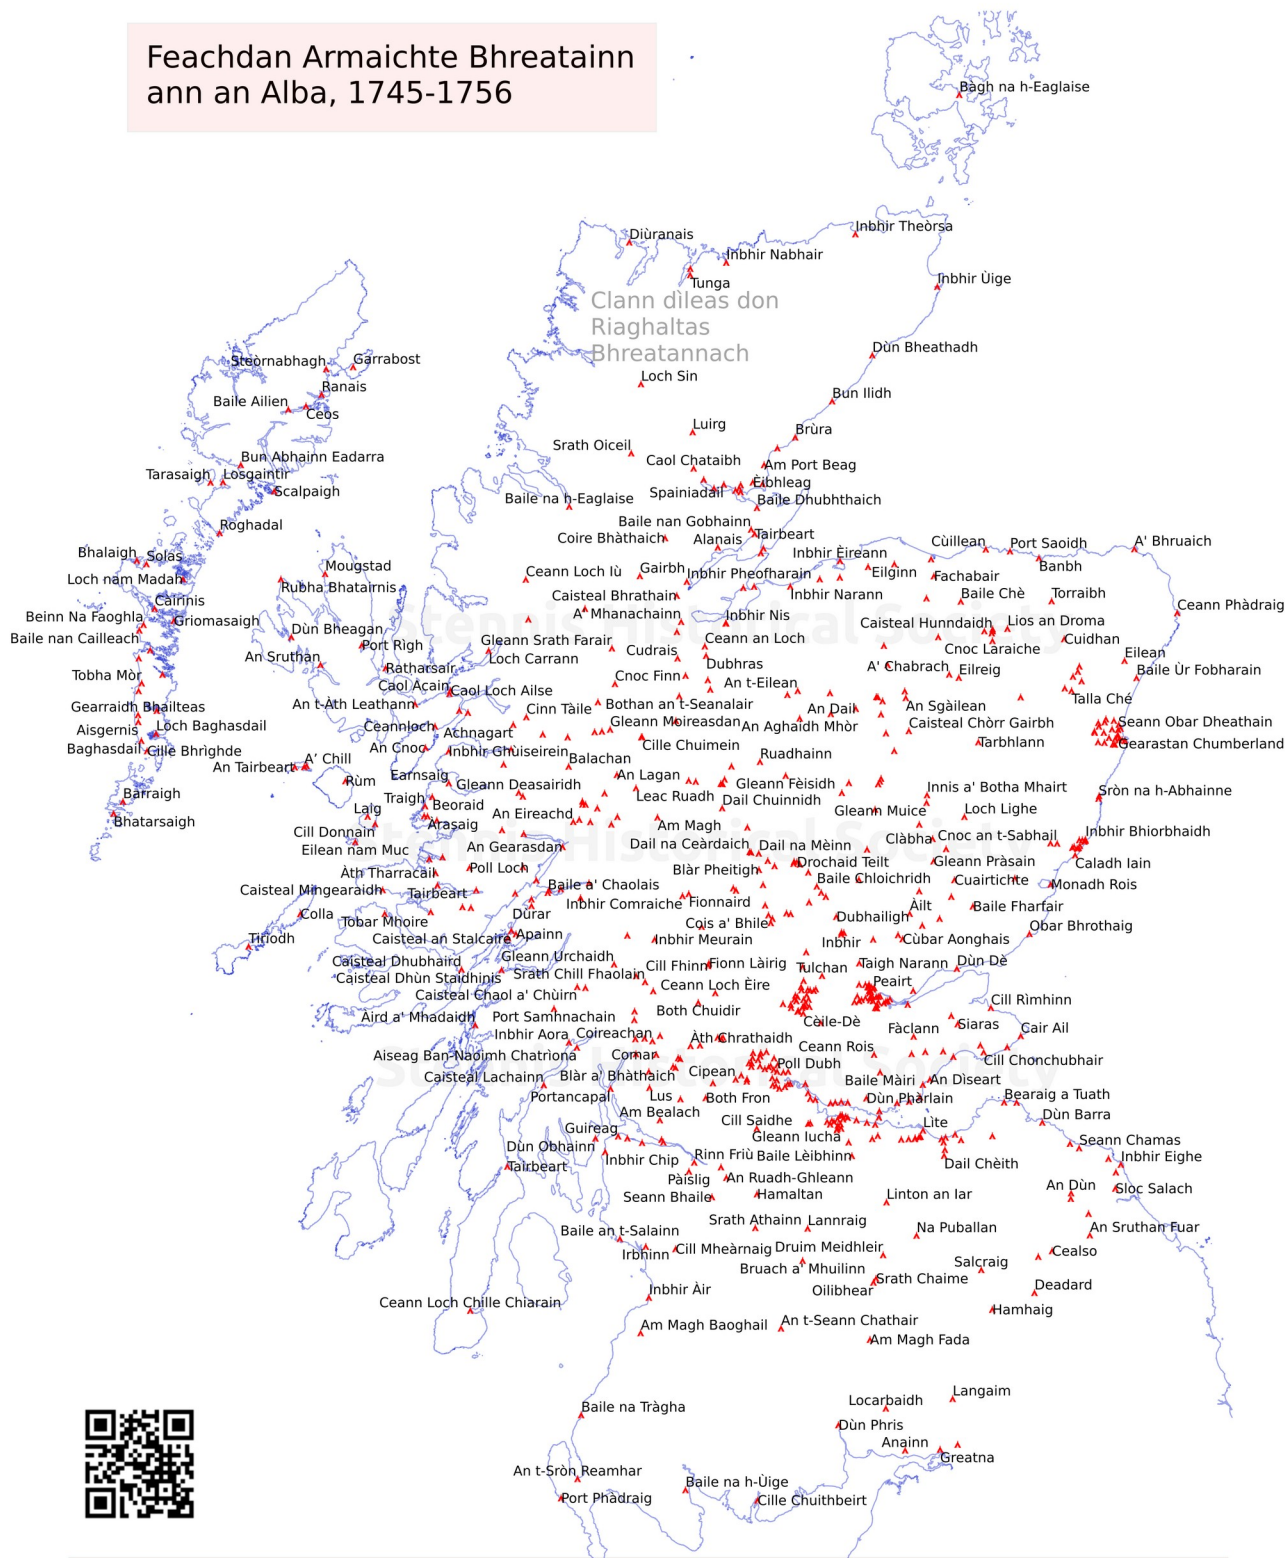 Feachdan Armaichte Bhreatainn
ann an Alba, 1745-1756
Bàgh na h-Eaglaise
Inbhir Theòrsa
Diùranais
Inbhir Nabhair
Inbhir Ùige
Tunga
Clann dìleas don
Riaghaltas
Bhreatannach
Dùn Bheathadh
Steòrnabhagh
Garrabost
Loch Sin
Ranais
Bun Ilidh
Baile Ailien
Ceos
Luirg
Brùra
Srath Oiceil
Bun Abhainn Eadarra
Caol Chataibh
Am Port Beag
Tarasaigh
Losgaintir
Èibhleag
Scalpaigh
Spainiadail
Baile na h-Eaglaise
Baile Dhubhthaich
Roghadal
Baile nan Gobhainn
Tairbeart
Coire Bhàthaich
Alanais
Cùillean
Port Saoidh
A' Bhruaich
Bhalaigh
Solas
Inbhir Èireann
Banbh
Mougstad
Ceann Loch Iù
Gairbh
Inbhir Pheofharain
Eilginn
Fachabair
Loch nam Madah
Rubha Bhatairnis
Caisteal Bhrathain
Inbhir Narann
Baile Chè
Torraibh
Cairinis
Ceann Phàdraig
Beinn Na Faoghla
Griomasaigh
A' Mhanachainn
Inbhir Nis
Stennis Historical Society
Caisteal Hunndaidh
Lios an Droma
Dùn Bheagan
Baile nan Cailleach
Port Righ
Gleann Srath Farair
Ceann an Loch
Cuidhan
An Sruthan
Loch Carrann
Cudrais
Cnoc Làraiche
Eilean
Ratharsair
Dubhras
A' Chabrach
Eilreig
Baile Ùr Fobharain
Tobha Mòr
Caol Acain
Caol Loch Ailse
Cnoc Finn
An t-Eilean
Talla Ché
An t-Àth Leathann
Cinn Tàile
Bothan an t-Seanalair
An Dail
An Sgàilean
Gearraidh Bhailteas
Loch Baghasdail
Ceannloch
Achnagart
Gleann Moireasdan
An Aghaidh Mhòr
Caisteal Chòrr Gairbh
Seann Obar Dheathain
Aisgernis
Baghasdail
Cille Bhrìghde
An Cnoc
Inbhir Ghùiseirein
Cille Chuimein
Ruadhainn
Tarbhlann
Gearastan Chumberland
An Tairbeart
A’ Chill
Balachan
Rùm
Earnsaig
Gleann Deasairidh
An Lagan
Gleann Fèisidh
Innis a' Botha Mhairt
Sròn na h-Abhainne
Barraigh
Traigh
Beoraid
Leac Ruadh
Dail Chuinnidh
Bhatarsaigh
Laig
An Eireachd
Gleann Muice
Loch Lighe
Cill Donnain
Arasaig
Am Magh
Stennis Historical Society
Clàbha
Cnoc an t-Sabhail
Inbhir Bhiorbhaidh
Eilean nam Muc
An Gearasdan
Dail na Ceàrdaich
Dail na Mèinn
Drochaid Teilt
Gleann Pràsain
Caladh Iain
Àth Tharracail
Poll Loch
Blàr Pheitigh
Baile Chloichridh
Cuairtichte
Monadh Rois
Caisteal Mingearaidh
Tairbeart
Baile a' Chaolais
Inbhir Comraiche
Fionnaird
Àilt
Baile Fharfair
Colla
Tobar Mhoire
Dùrar
Cois a' Bhile
Dubhailigh
Obar Bhrothaig
Tiriodh
Caisteal an Stalcaire
Apainn
Inbhir Meurain
Inbhir
Cùbar Aonghais
Caisteal Dhubhaird
Gleann Urchaidh
Cill Fhinn
Fionn Làirig
Tulchan
Taigh Narann
Dùn Dè
Caisteal Dhùn Staidhinis
Srath Chill Fhaolain
Ceann Loch Èire
Peairt
Caisteal Chaol a' Chùirn
Both Chuidir
Cill Rìmhinn
Àird a' Mhadaidh
Port Samhnachain
Cèile-Dè
Fàclann
Siaras
Cair Ail
Inbhir Aora
Coireachan
Àth Chrathaidh
Ceann Rois
Aiseag Ban-Naoimh Chatrìona
Comar
Stennis Historical Society
Poll Dubh
Cill Chonchubhair
Caisteal Lachainn
Blàr a' Bhàthaich
Cipean
Baile Màiri
An Dìseart
Portancapal
Lus
Both Fron
Dùn Phàrlain
Bearaig a Tuath
Am Bealach
Cill Saidhe
Lìte
Dùn Barra
Guireag
Gleann Iucha
Seann Chamas
Dùn Obhainn
Inbhir Chip
Rinn Friù
Baile Lèibhinn
Dail Chèith
Inbhir Eighe
Tairbeart
Pàislig
An Ruadh-Ghleann
An Dùn
Sloc Salach
Seann Bhaile
Hamaltan
Linton an Iar
Srath Athainn
Lannraig
Na Puballan
An Sruthan Fuar
Baile an t-Salainn
Irbhinn
Cill Mheàrnaig
Druim Meidhleir
Cealso
Bruach a' Mhuilinn
Salcraig
Srath Chaime
Inbhir Àir
Oilibhear
Deadard
Ceann Loch Chille Chiarain
Hamhaig
Am Magh Baoghail
An t-Seann Chathair
Am Magh Fada
Langaim
Baile na Tràgha
Locarbaidh
Dùn Phris
Anainn
Greatna
An t-Sròn Reamhar
Baile na h-Ùige
Port Phàdraig
Cille Chuithbeirt